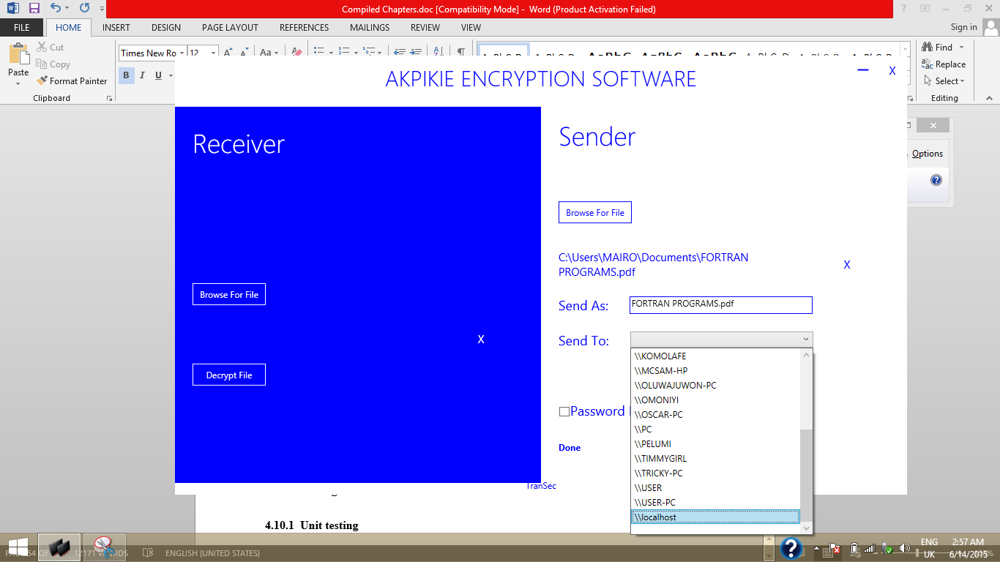 Compiled Chapters.doc [Compatibility Mode] - Word (Product Activation Failed)
FILE
HOME
INSERT
DESIGN
PAGE LAYOUT
REFERENCES
MAILINGS
REVIEW
VIEW
Sign in
Paste
Cut
Copy
Format Painter
Clipboard
Times New Ro
12
B I U
Find
Replace
Select
Editing
AKPIKIE ENCRYPTION SOFTWARE
X
Receiver
Browse For File
X
Decrypt File
Sender
Browse For File
C:\Users\MAIRO\Documents\FORTRAN
PROGRAMS.pdf
X
Send As:
FORTRAN PROGRAMS.pdf
Send To:
\\KOMOLAFE
\\MCSAM-HP
\\OLUWAJUWON-PC
\\OMONIYI
\\OSCAR-PC
\\PC
\\PELUMI
\\TIMMYGIRL
\\TRICKY-PC
\\USER
\\USER-PC
\\localhost
Password
Done
TranSec
Options
4.10.1 Unit testing
12171 WORDS
ENGLISH (UNITED STATES)
ENG
UK
2:57 AM
6/14/2015